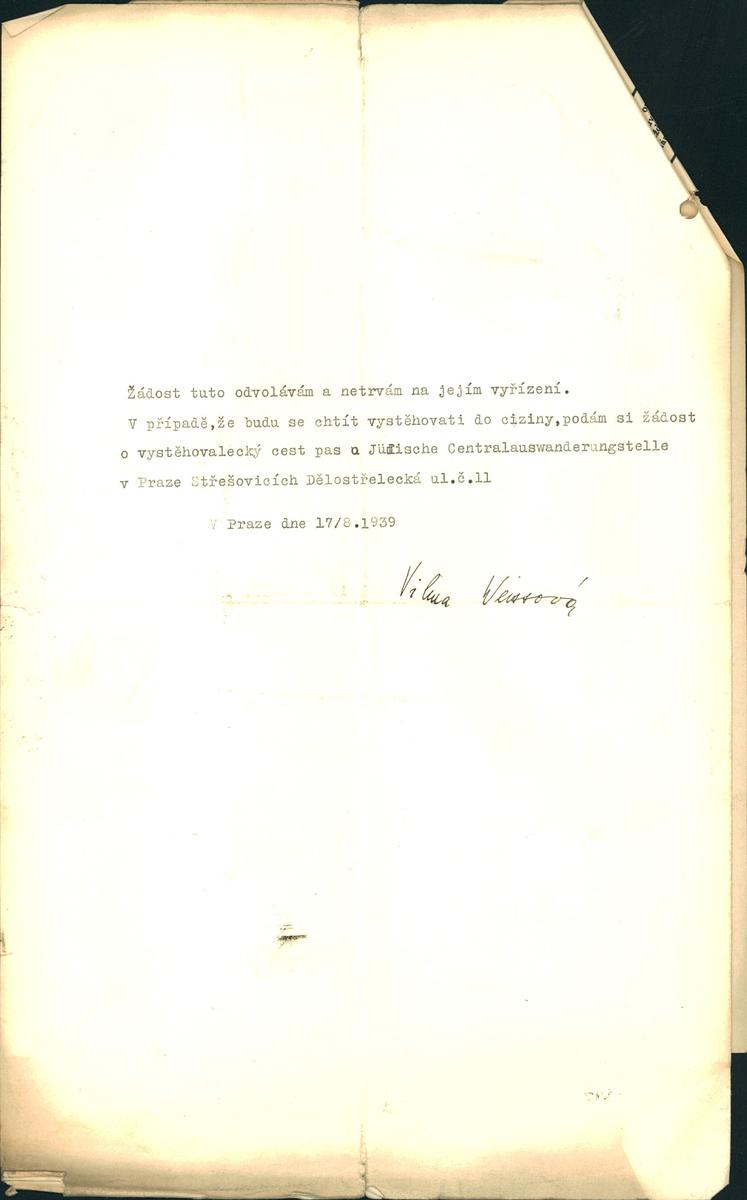 Žádost tuto odvolávám a netrvám na jejím vyřízení.
V případě,že budu se chtít vystěhovati do ciziny,podám si žádost
o vystěhovalecký cest pas u Jüdische Centralauswanderungstelle
v Praze Střešovicích Dělostřelecká ul.č.11
V Praze dne 17/8.1939
Vilma Weissová